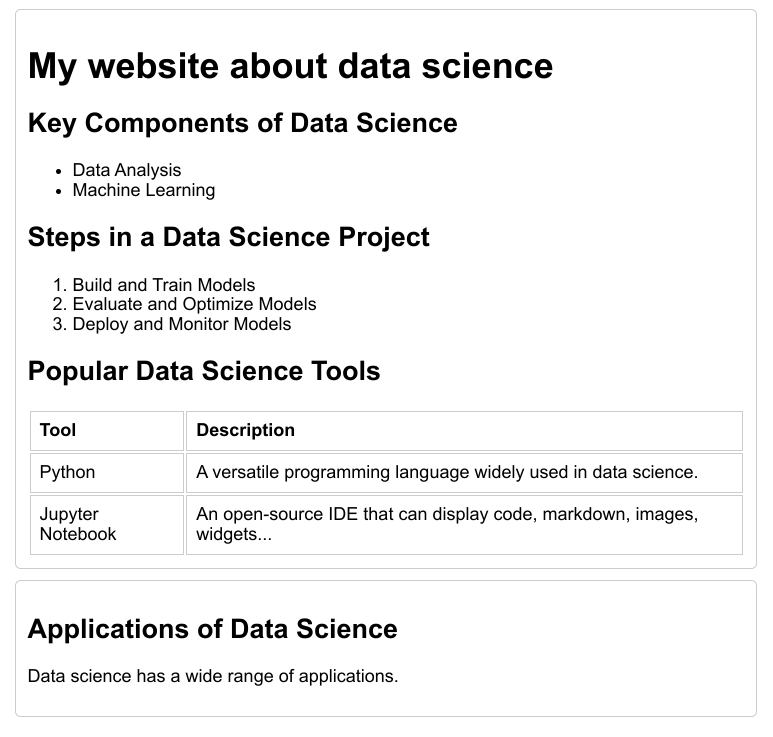 My website about data science
Key Components of Data Science
• Data Analysis
• Machine Learning
Steps in a Data Science Project
1. Build and Train Models
2. Evaluate and Optimize Models
3. Deploy and Monitor Models
Popular Data Science Tools
Tool Description
Python A versatile programming language widely used in data science.
Jupyter An open-source IDE that can display code, markdown, images,
Notebook widgets...
Applications of Data Science
Data science has a wide range of applications.